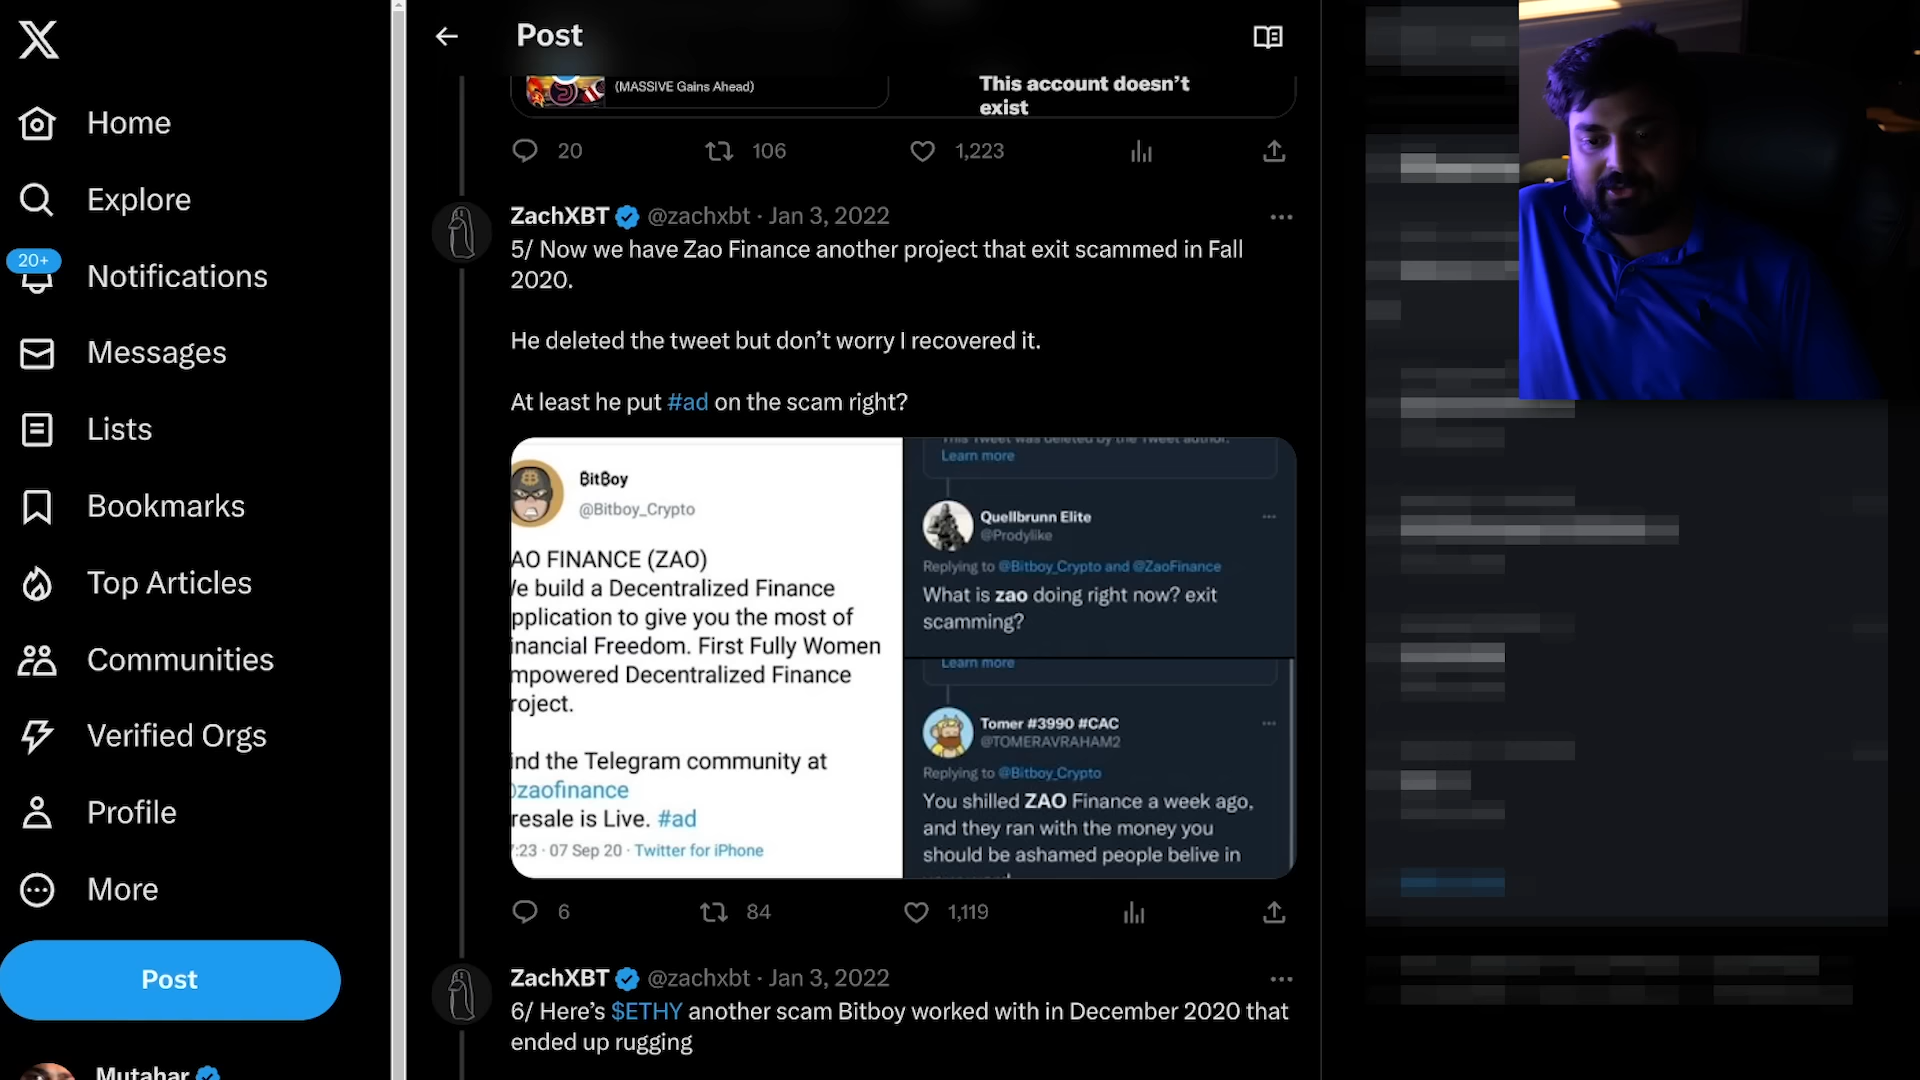 Home
Explore
20+
Notifications
Messages
Lists
Bookmarks
Top Articles
Communities
Verified Orgs
Profile
More
Post
Mutahar
Post
(MASSIVE Gains Ahead)
This account doesn't
exist
20
106
1,223
ZachXBT @zachxbt · Jan 3, 2022
5/ Now we have Zao Finance another project that exit scammed in Fall
2020.
He deleted the tweet but don't worry I recovered it.
At least he put #ad on the scam right?
BitBoy
@Bitboy_Crypto
AO FINANCE (ZAO)
e build a Decentralized Finance
pplication to give you the most of
inancial Freedom. First Fully Women
mpowered Decentralized Finance
roject.
ind the Telegram community at
zaofinance
resale is Live. #ad
:23 · 07 Sep 20 · Twitter for iPhone
This Tweet was deleted by the Tweet author.
Learn more
Quellbrunn Elite
@Prodylike
Replying to @Bitboy_Crypto and @ZaoFinance
What is zao doing right now? exit
scamming?
Learn more
Tomer #3990 #CAC
@TOMERAVRAHAM2
Replying to @Bitboy_Crypto
You shilled ZAO Finance a week ago,
and they ran with the money you
should be ashamed people belive in
6
84
1,119
ZachXBT @zachxbt · Jan 3, 2022
6/ Here's $ETHY another scam Bitboy worked with in December 2020 that
ended up rugging